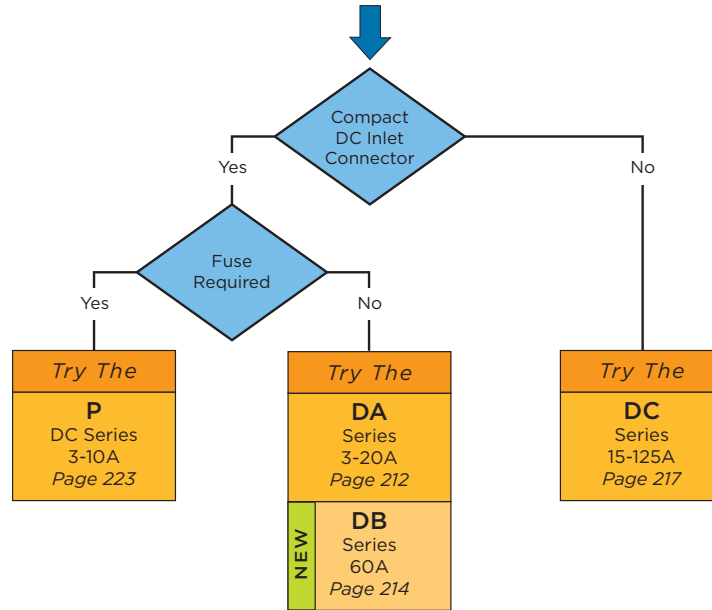 Compact
DC Inlet
Connector
Yes
No
Fuse
Required
Yes
No
Try The
P
DC Series
3-10A
Page 223
Try The
DA
Series
3-20A
Page 212
NEW
DB
Series
60A
Page 214
Try The
DC
Series
15-125A
Page 217